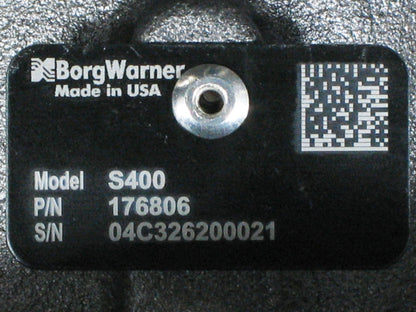 BorgWarner
Made in USA
Model S400
P/N 176806
S/N 04C326200021